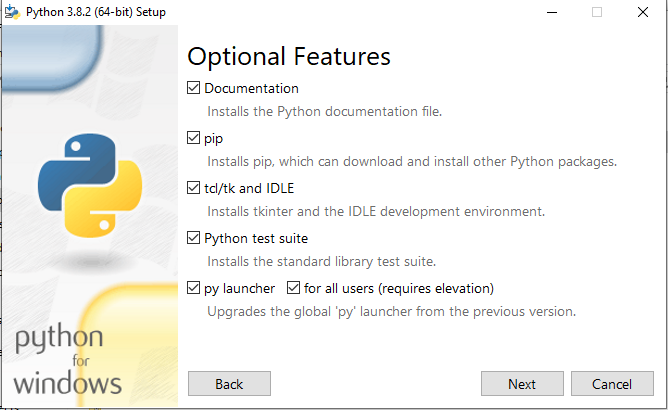 Python 3.8.2 (64-bit) Setup
Optional Features
Documentation
Installs the Python documentation file.
pip
Installs pip, which can download and install other Python packages.
tcl/tk and IDLE
Installs tkinter and the IDLE development environment.
Python test suite
Installs the standard library test suite.
py launcher for all users (requires elevation)
Upgrades the global 'py' launcher from the previous version.
python
for
windows
Back Next Cancel